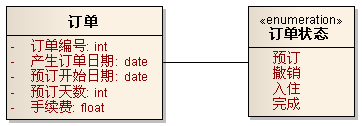 订单
- 订单编号: int
- 产生订单日期: date
- 预订开始日期: date
- 预订天数: int
- 手续费: float
«enumeration»
订单状态
预订
撤销
入住
完成